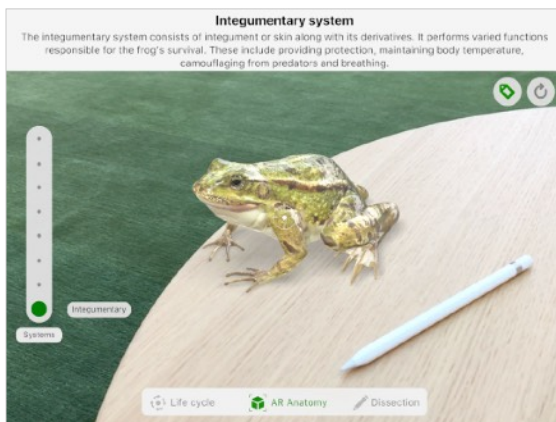 Integumentary system
The integumentary system consists of integument or skin along with its derivatives. It performs varied functions
responsible for the frog's survival. These include providing protection, maintaining body temperature,
camouflaging from predators and breathing.
Integumentary
Systems
Life cycle
AR Anatomy
Dissection